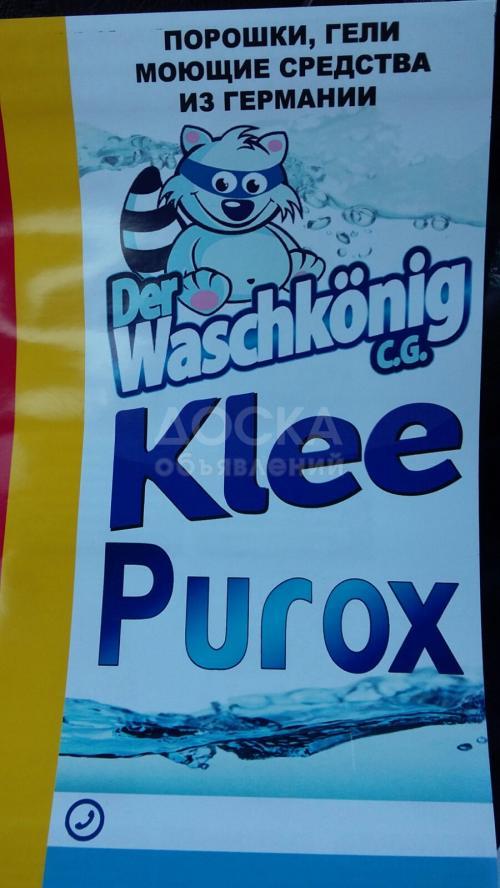 ПОРОШКИ, ГЕЛИ
МОЮЩИЕ СРЕДСТВА
ИЗ ГЕРМАНИИ
Der
Waschkönig
C.G.
Klee
ДОСКА
объявлений
Purox